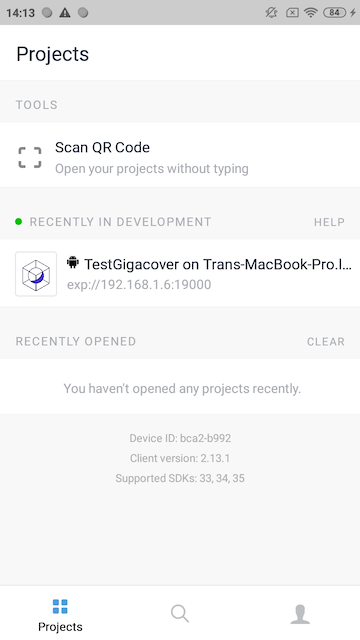 14:13
84
Projects
TOOLS
Scan QR Code
Open your projects without typing
RECENTLY IN DEVELOPMENT
HELP
TestGigacover on Trans-MacBook-Pro.l...
exp://192.168.1.6:19000
RECENTLY OPENED
CLEAR
You haven't opened any projects recently.
Device ID: bca2-b992
Client version: 2.13.1
Supported SDKs: 33, 34, 35
Projects